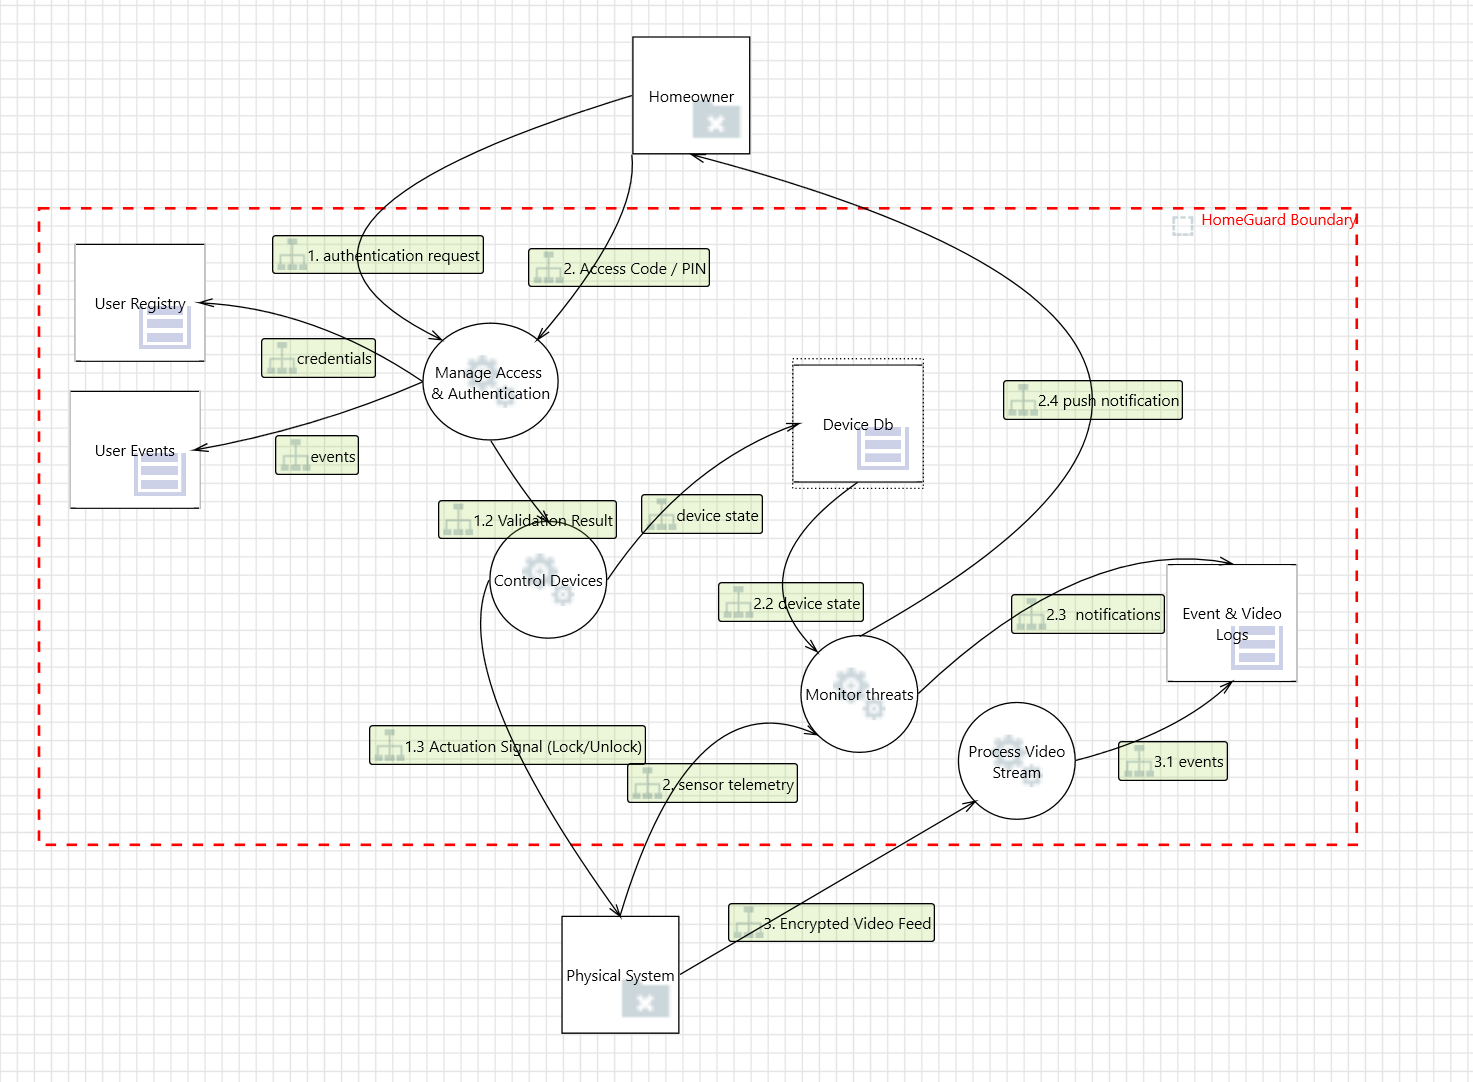 Homeowner
HomeGuard Boundary
1. authentication request
2. Access Code / PIN
User Registry
credentials
Manage Access
& Authentication
2.4 push notification
Device Db
User Events
events
1.2 Validation Result
device state
Control Devices
2.2 device state
2.3  notifications
Event & Video
Logs
Monitor threats
1.3 Actuation Signal (Lock/Unlock)
Process Video
Stream
3.1 events
2. sensor telemetry
3. Encrypted Video Feed
Physical System